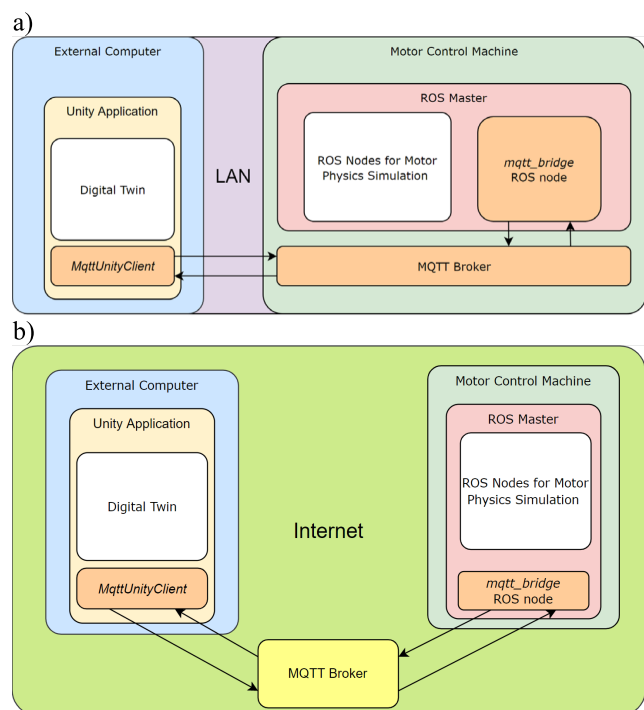 a)
External Computer
Motor Control Machine
Unity Application
ROS Master
Digital Twin
LAN
ROS Nodes for Motor
Physics Simulation
mqtt_bridge
ROS node
MqttUnityClient
MQTT Broker
b)
External Computer
Motor Control Machine
Unity Application
ROS Master
Digital Twin
Internet
ROS Nodes for Motor
Physics Simulation
MqttUnityClient
mqtt_bridge
ROS node
MQTT Broker